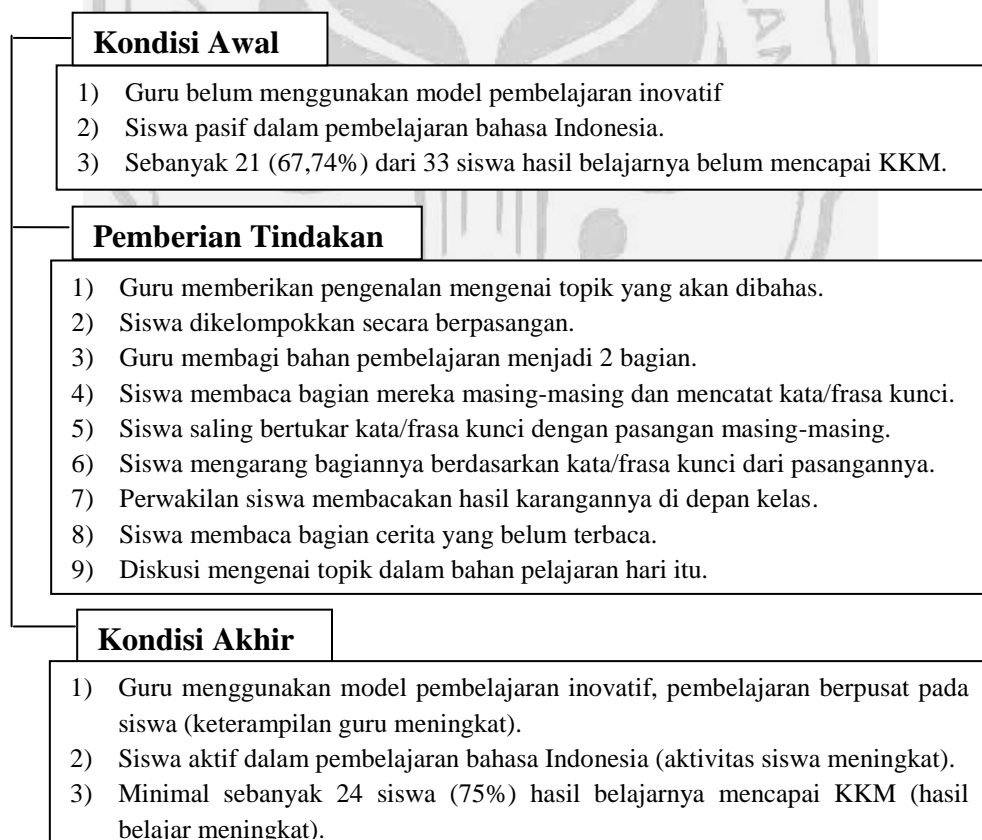 Kondisi Awal
1) Guru belum menggunakan model pembelajaran inovatif
2) Siswa pasif dalam pembelajaran bahasa Indonesia.
3) Sebanyak 21 (67,74%) dari 33 siswa hasil belajarnya belum mencapai KKM.
Pemberian Tindakan
1) Guru memberikan pengenalan mengenai topik yang akan dibahas.
2) Siswa dikelompokkan secara berpasangan.
3) Guru membagi bahan pembelajaran menjadi 2 bagian.
4) Siswa membaca bagian mereka masing-masing dan mencatat kata/frasa kunci.
5) Siswa saling bertukar kata/frasa kunci dengan pasangan masing-masing.
6) Siswa mengarang bagiannya berdasarkan kata/frasa kunci dari pasangannya.
7) Perwakilan siswa membacakan hasil karangannya di depan kelas.
8) Siswa membaca bagian cerita yang belum terbaca.
9) Diskusi mengenai topik dalam bahan pelajaran hari itu.
Kondisi Akhir
1) Guru menggunakan model pembelajaran inovatif, pembelajaran berpusat pada
siswa (keterampilan guru meningkat).
2) Siswa aktif dalam pembelajaran bahasa Indonesia (aktivitas siswa meningkat).
3) Minimal sebanyak 24 siswa (75%) hasil belajarnya mencapai KKM (hasil
belajar meningkat).